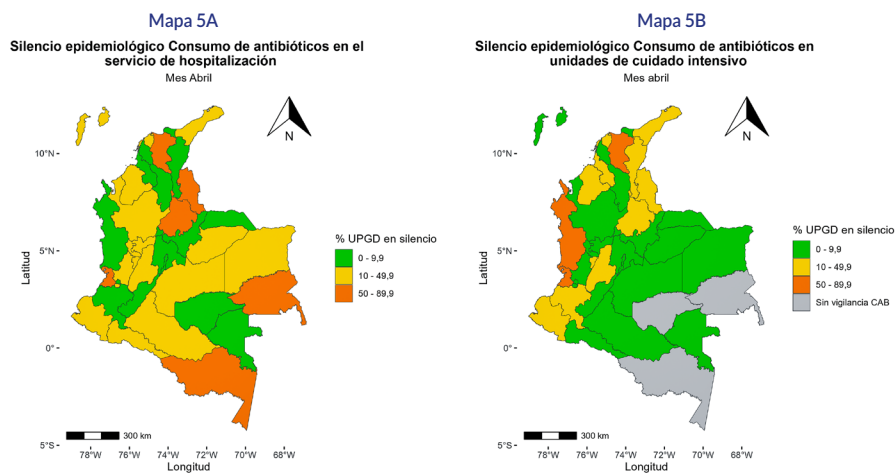 Mapa 5A
Silencio epidemiológico Consumo de antibióticos en el
servicio de hospitalización
Mes Abril
N
10°N
5°N
0°
5°S
Latitud
300 km
78°W 76°W 74°W 72°W 70°W 68°W
Longitud
% UPGD en silencio
0 - 9,9
10 - 49,9
50 - 89,9
Mapa 5B
Silencio epidemiológico Consumo de antibióticos en
unidades de cuidado intensivo
Mes abril
N
10°N
5°N
0°
5°S
Latitud
300 km
78°W 76°W 74°W 72°W 70°W 68°W
Longitud
% UPGD en silencio
0 - 9,9
10 - 49,9
50 - 89,9
Sin vigilancia CAB